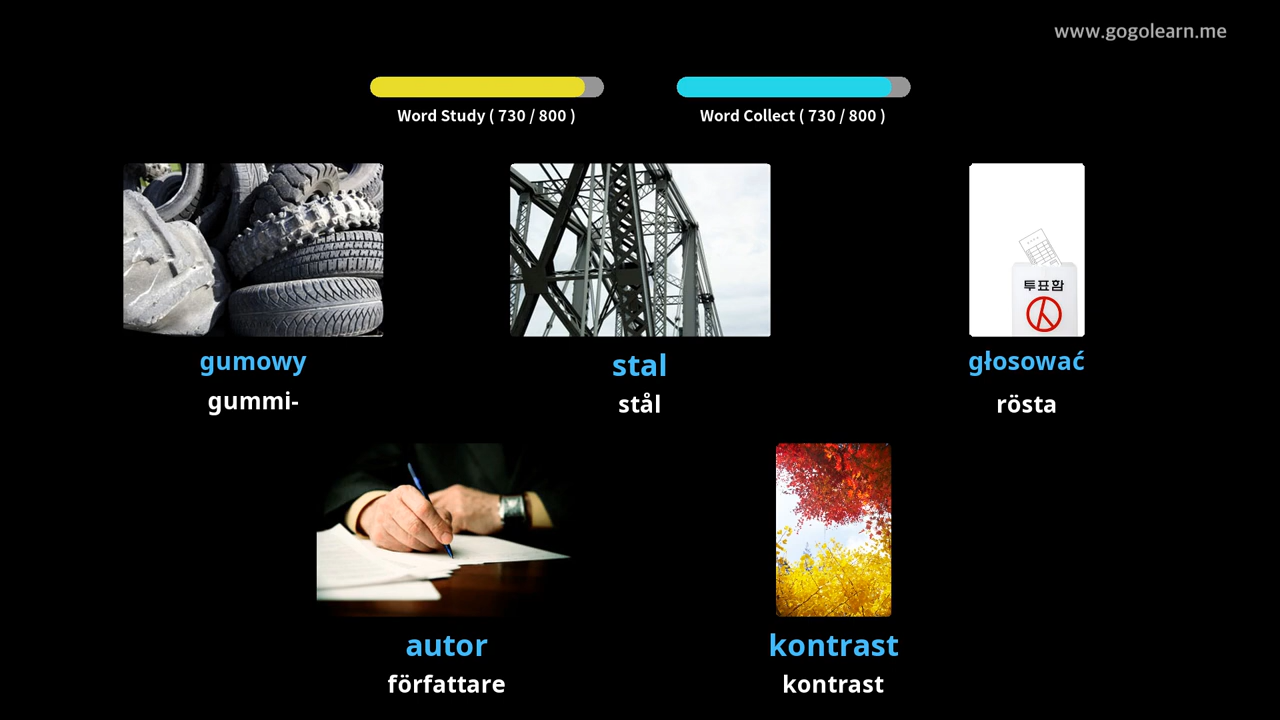 www.gogolearn.me
Word Study ( 730 / 800 )
Word Collect ( 730 / 800 )
투표함
gumowy
gummi-
stal
stål
głosować
rösta
autor
författare
kontrast
kontrast